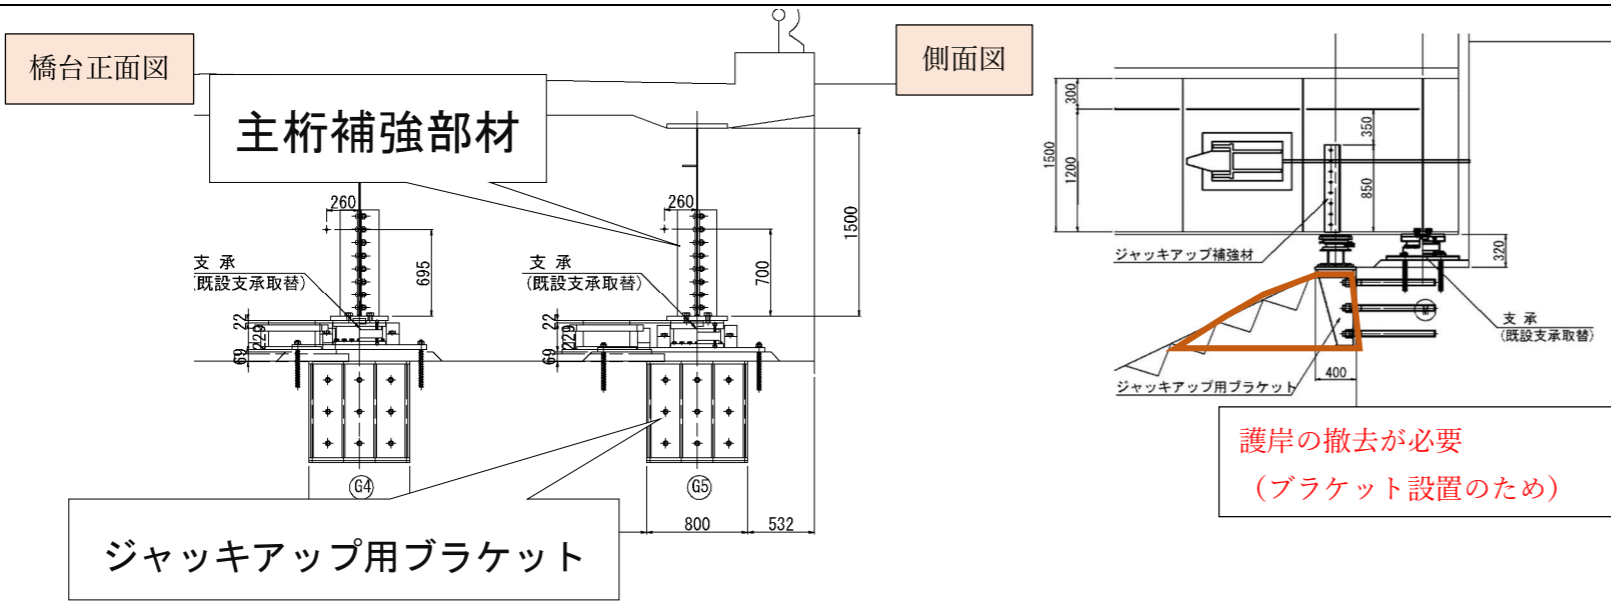 橋台正面図
主桁補強部材
260
260
695
700
1500
支 承
(既設支承取替)
支 承
(既設支承取替)
22
229
69
22
229
69
G4
G5
800
532
ジャッキアップ用ブラケット
側面図
300
1500
1200
350
850
320
ジャッキアップ補強材
M
支 承
(既設支承取替)
400
ジャッキアップ用ブラケット
護岸の撤去が必要
（ブラケット設置のため）